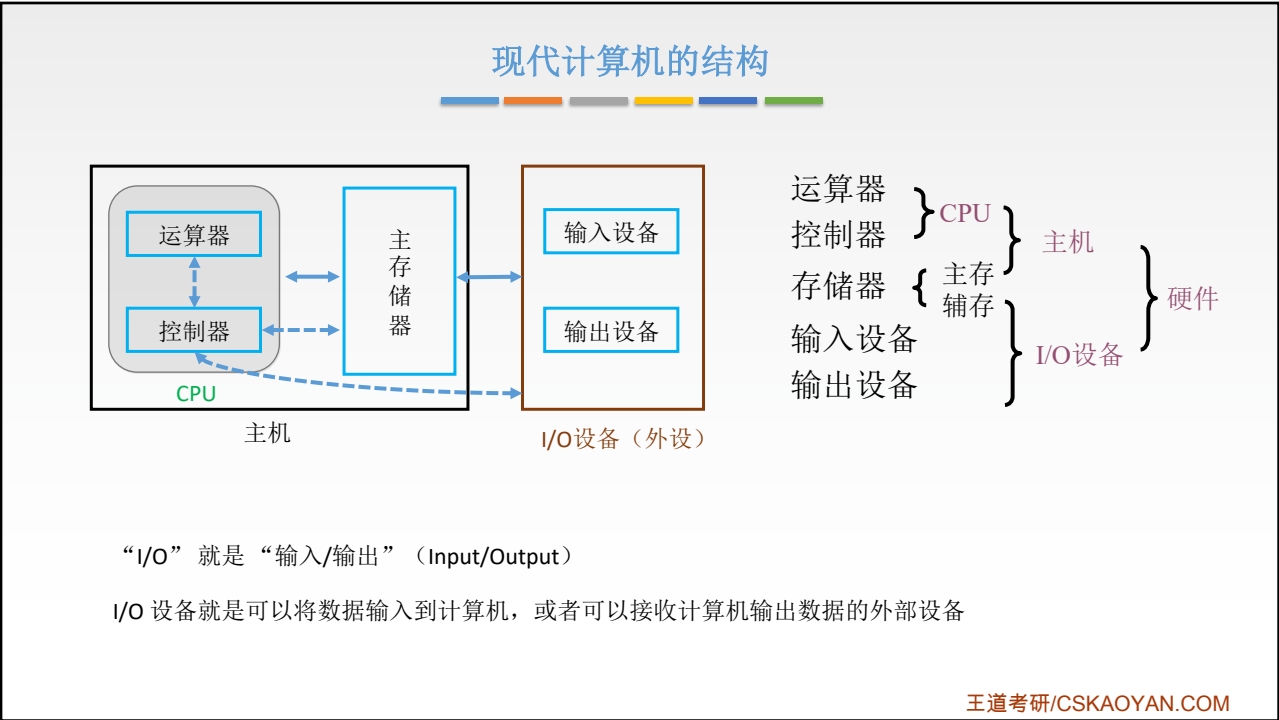 现代计算机的结构
运算器
控制器
CPU
主存储器
主机
输入设备
输出设备
I/O设备（外设）
运算器
控制器
存储器
输入设备
输出设备
CPU
主存
辅存
主机
I/O设备
硬件
“I/O” 就是 “输入/输出” （Input/Output）
I/O 设备就是可以将数据输入到计算机，或者可以接收计算机输出数据的外部设备
王道考研/CSKAOYAN.COM